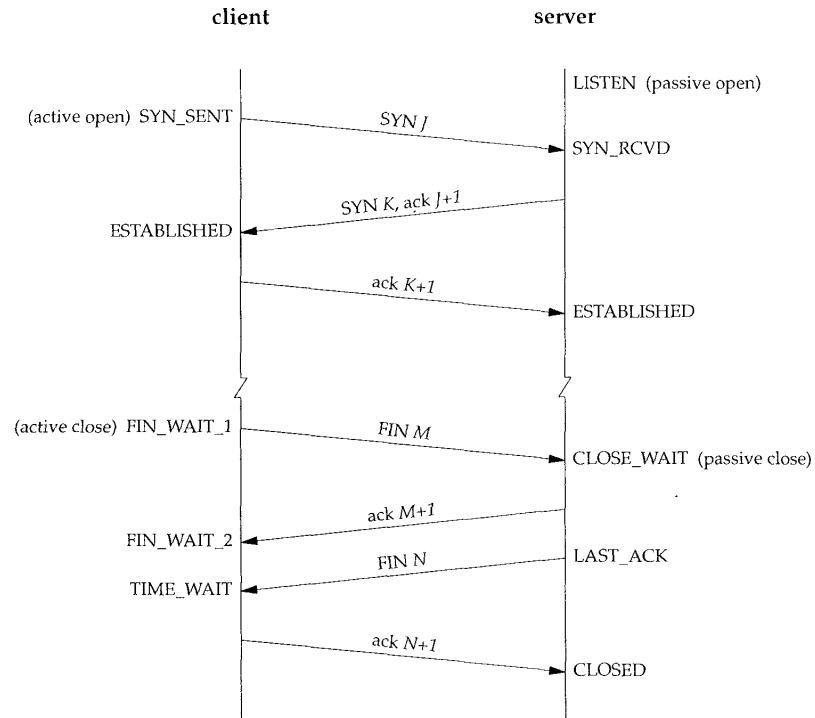 client server
LISTEN (passive open)
(active open) SYN_SENT
SYN J
SYN_RCVD
SYN K, ack J+1
ESTABLISHED
ack K+1
ESTABLISHED
(active close) FIN_WAIT_1
FIN M
CLOSE_WAIT (passive close)
ack M+1
FIN_WAIT_2
FIN N
LAST_ACK
TIME_WAIT
ack N+1
CLOSED